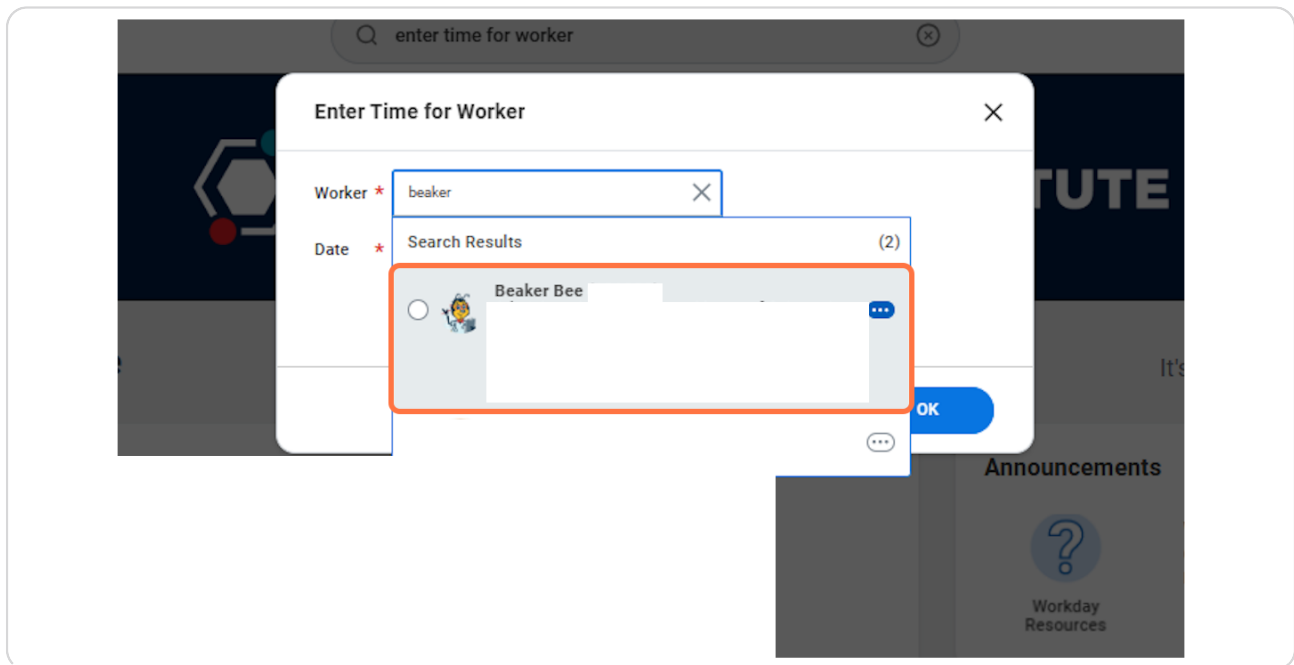 enter time for worker
Enter Time for Worker
TUTE
Worker *
beaker
Date *
Search Results (2)
Beaker Bee
It's
OK
Announcements
Workday
Resources